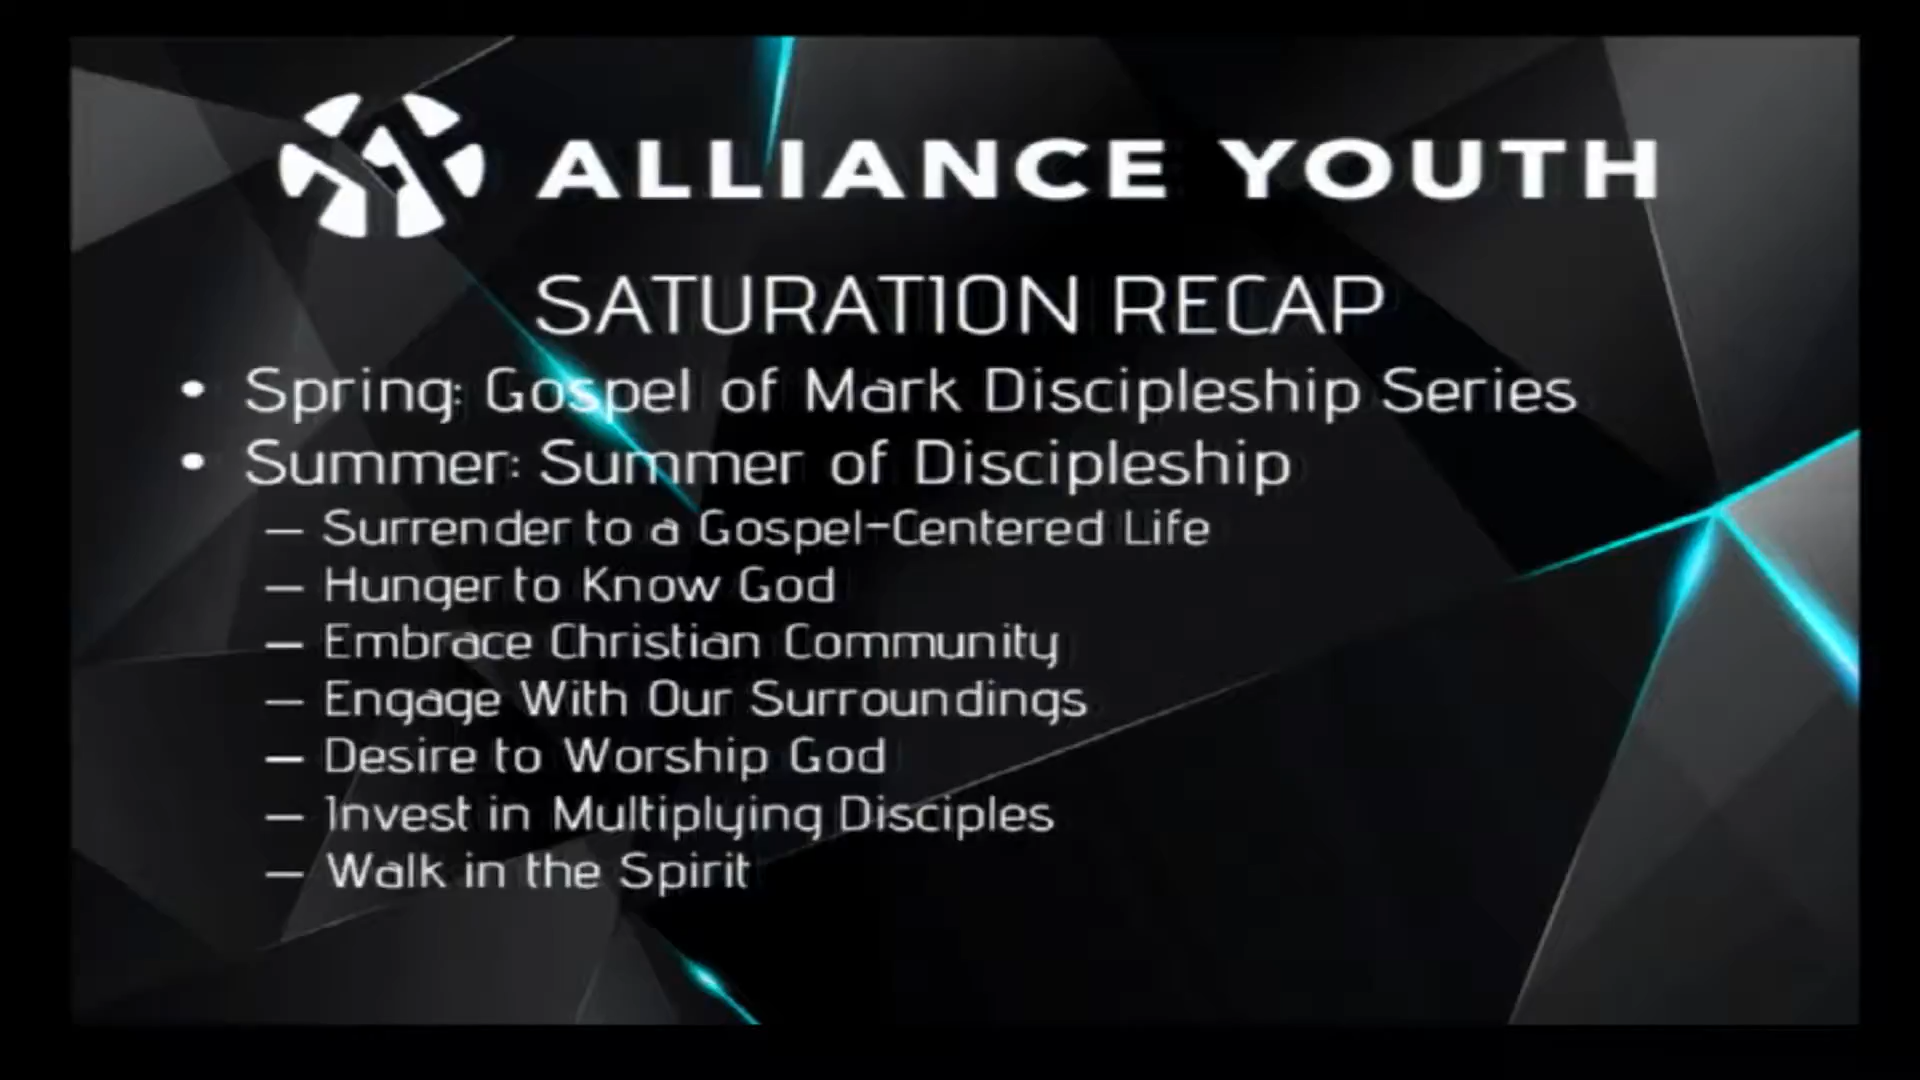 ALLIANCE YOUTH
SATURATION RECAP
• Spring: Gospel of Mark Discipleship Series
• Summer: Summer of Discipleship
– Surrender to a Gospel-Centered Life
– Hunger to Know God
– Embrace Christian Community
– Engage With Our Surroundings
– Desire to Worship God
– Invest in Multiplying Disciples
– Walk in the Spirit